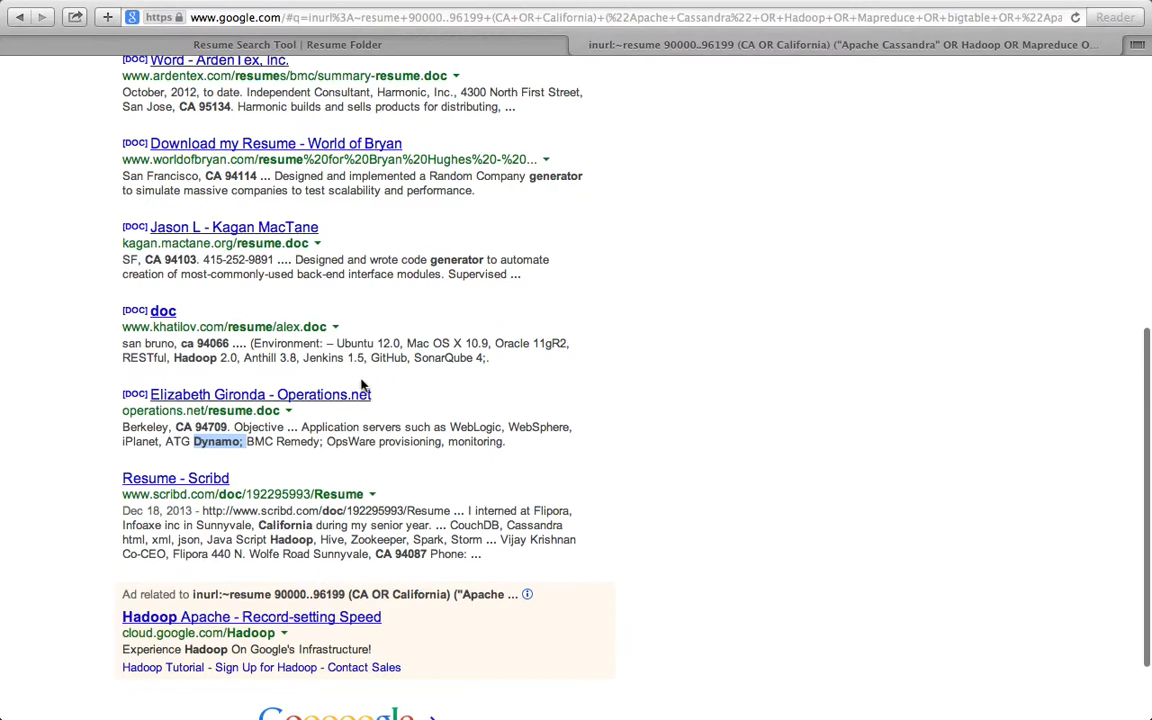 https www.google.com/#q=inurl%3A~resume+90000..96199+(CA+OR+California)+(%22Apache+Cassandra%22+OR+Hadoop+OR+Mapreduce+OR+bigtable+OR+%22Apa Reader
Resume Search Tool | Resume Folder
inurl:~resume 90000..96199 (CA OR California) ("Apache Cassandra" OR Hadoop OR Mapreduce O...
[DOC] Word - ArdenTex, Inc.
www.ardentex.com/resumes/bmc/summary-resume.doc
October, 2012, to date. Independent Consultant, Harmonic, Inc., 4300 North First Street,
San Jose, CA 95134. Harmonic builds and sells products for distributing, ...
[DOC] Download my Resume - World of Bryan
www.worldofbryan.com/resume%20for%20Bryan%20Hughes%20-%20...
San Francisco, CA 94114 ... Designed and implemented a Random Company generator
to simulate massive companies to test scalability and performance.
[DOC] Jason L - Kagan MacTane
kagan.mactane.org/resume.doc
SF, CA 94103. 415-252-9891 .... Designed and wrote code generator to automate
creation of most-commonly-used back-end interface modules. Supervised ...
[DOC] doc
www.khatilov.com/resume/alex.doc
san bruno, ca 94066 .... (Environment: – Ubuntu 12.0, Mac OS X 10.9, Oracle 11gR2,
RESTful, Hadoop 2.0, Anthill 3.8, Jenkins 1.5, GitHub, SonarQube 4;.
[DOC] Elizabeth Gironda - Operations.net
operations.net/resume.doc
Berkeley, CA 94709. Objective ... Application servers such as WebLogic, WebSphere,
iPlanet, ATG Dynamo; BMC Remedy; OpsWare provisioning, monitoring.
Resume - Scribd
www.scribd.com/doc/192295993/Resume
Dec 18, 2013 - http://www.scribd.com/doc/192295993/Resume ... I interned at Flipora,
Infoaxe inc in Sunnyvale, California during my senior year. ... CouchDB, Cassandra
html, xml, json, Java Script Hadoop, Hive, Zookeeper, Spark, Storm ... Vijay Krishnan
Co-CEO, Flipora 440 N. Wolfe Road Sunnyvale, CA 94087 Phone: ...
Ad related to inurl:~resume 90000..96199 (CA OR California) ("Apache ...
Hadoop Apache - Record-setting Speed
cloud.google.com/Hadoop
Experience Hadoop On Google's Infrastructure!
Hadoop Tutorial - Sign Up for Hadoop - Contact Sales
Goooooogle